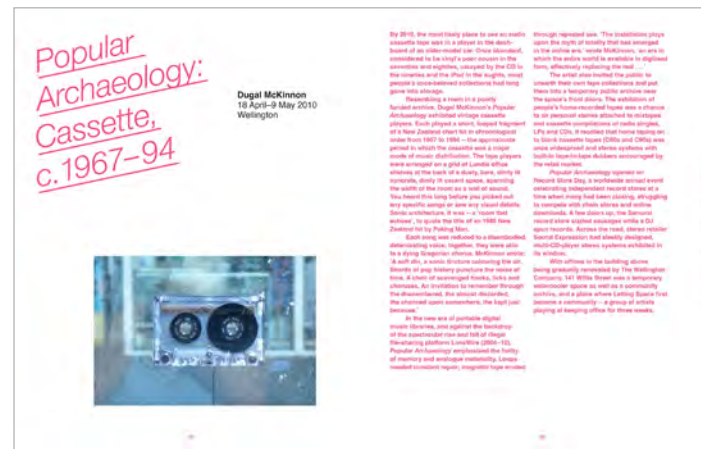 Popular
Archaeology:
Cassette,
c.1967–94
Dugal McKinnon
18 April–9 May 2010
Wellington
By 2010, the most likely place to see an audio
cassette tape was in a player in the dash-
board of an older-model car. Once standard,
considered to be vinyl's poor cousin in the
seventies and eighties, usurped by the CD in
the nineties and the iPod in the noughts, most
people's once-beloved collections had long
gone into storage.
Resembling a room in a poorly
funded archive, Dugal McKinnon's Popular
Archaeology exhibited vintage cassette
players. Each played a short, looped fragment
of a New Zealand chart hit in chronological
order from 1967 to 1994 – the approximate
period in which the cassette was a major
mode of music distribution. The tape players
were arranged on a grid of Lundia office
shelves at the back of a dusty, bare, dimly lit
concrete, dimly lit vacant space, spanning
the width of the room as a wall of sound.
You heard this long before you picked out
any specific songs or saw any visual details.
Sonic architecture, it was – a 'room that
echoes', to quote the title of an 1985 New
Zealand hit by Peking Man.
Each song was reduced to a disembodied,
deteriorating voice; together, they were akin
to a dying Gregorian chorus. McKinnon wrote:
'A soft din, a sonic tincture colouring the air.
Shards of pop history puncture the noise of
time. A chain of scavenged hooks, licks and
choruses. An invitation to remember through
the disremembered, the almost discarded,
the chanced upon somewhere, the kept just
because.'
In the new era of portable digital
music libraries, and against the backdrop
of the spectacular rise and fall of illegal
file-sharing platform LimeWire (2004–10),
Popular Archaeology emphasised the frailty
of memory and analogue materiality. Loops
needed constant repair, magnetic tape eroded
through repeated use. 'The installation plays
upon the myth of totality that has emerged
in the online era,' wrote McKinnon, 'an era in
which the entire world is available in digitised
form, effectively replacing the real …'
The artist also invited the public to
unearth their own tape collections and put
them into a temporary public archive near
the space's front doors. The exhibition of
people's home-recorded tapes was a chance
to air personal stories attached to mixtapes
and cassette compilations of radio singles,
LPs and CDs. It recalled that home taping on
to blank cassette tapes (C60s and C90s) was
once widespread and stereo systems with
built-in tape-to-tape dubbers encouraged by
the retail market.
Popular Archaeology opened on
Record Store Day, a worldwide annual event
celebrating independent record stores at a
time when many had been closing, struggling
to compete with chain stores and online
downloads. A few doors up, the Samurai
record store sizzled sausages while a DJ
spun records. Across the road, stereo retailer
Sound Expression had sleekly designed,
multi-CD-player stereo systems exhibited in
its window.
With offices in the building above
being gradually renovated by The Wellington
Company, 141 Willis Street was a temporary
watercooler space as well as a community
archive, and a place where Letting Space first
became a community – a group of artists
playing at keeping office for three weeks.